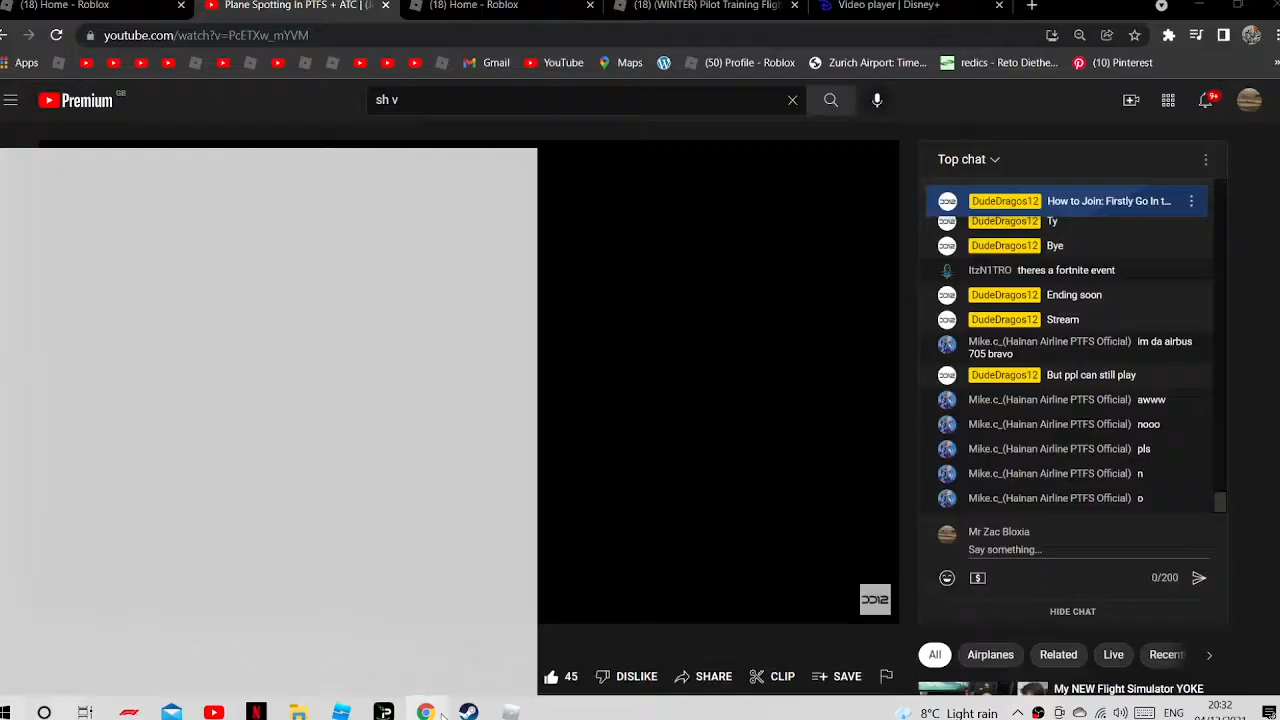 (18) Home - Roblox
Plane Spotting In PTFS + ATC | (
(18) Home - Roblox
(18) (WINTER) Pilot Training Fligh
Video player | Disney+
youtube.com/watch?v=PcETXw_mYVM
Apps
Gmail
YouTube
Maps
(50) Profile - Roblox
Zurich Airport: Time...
redics - Reto Diethe...
(10) Pinterest
Premium
GB
sh v
9+
Top chat
DudeDragos12 How to Join: Firstly Go In t...
DudeDragos12 Ty
DudeDragos12 Bye
ItzN1TRO theres a fortnite event
DudeDragos12 Ending soon
DudeDragos12 Stream
Mike.c_(Hainan Airline PTFS Official) im da airbus
705 bravo
DudeDragos12 But ppl can still play
Mike.c_(Hainan Airline PTFS Official) awww
Mike.c_(Hainan Airline PTFS Official) nooo
Mike.c_(Hainan Airline PTFS Official) pls
Mike.c_(Hainan Airline PTFS Official) n
Mike.c_(Hainan Airline PTFS Official) o
Mr Zac Bloxia
Say something...
0/200
HIDE CHAT
All
Airplanes
Related
Live
Recent
45
DISLIKE
SHARE
CLIP
SAVE
My NEW Flight Simulator YOKE
8°C Light rain
ENG
20:32